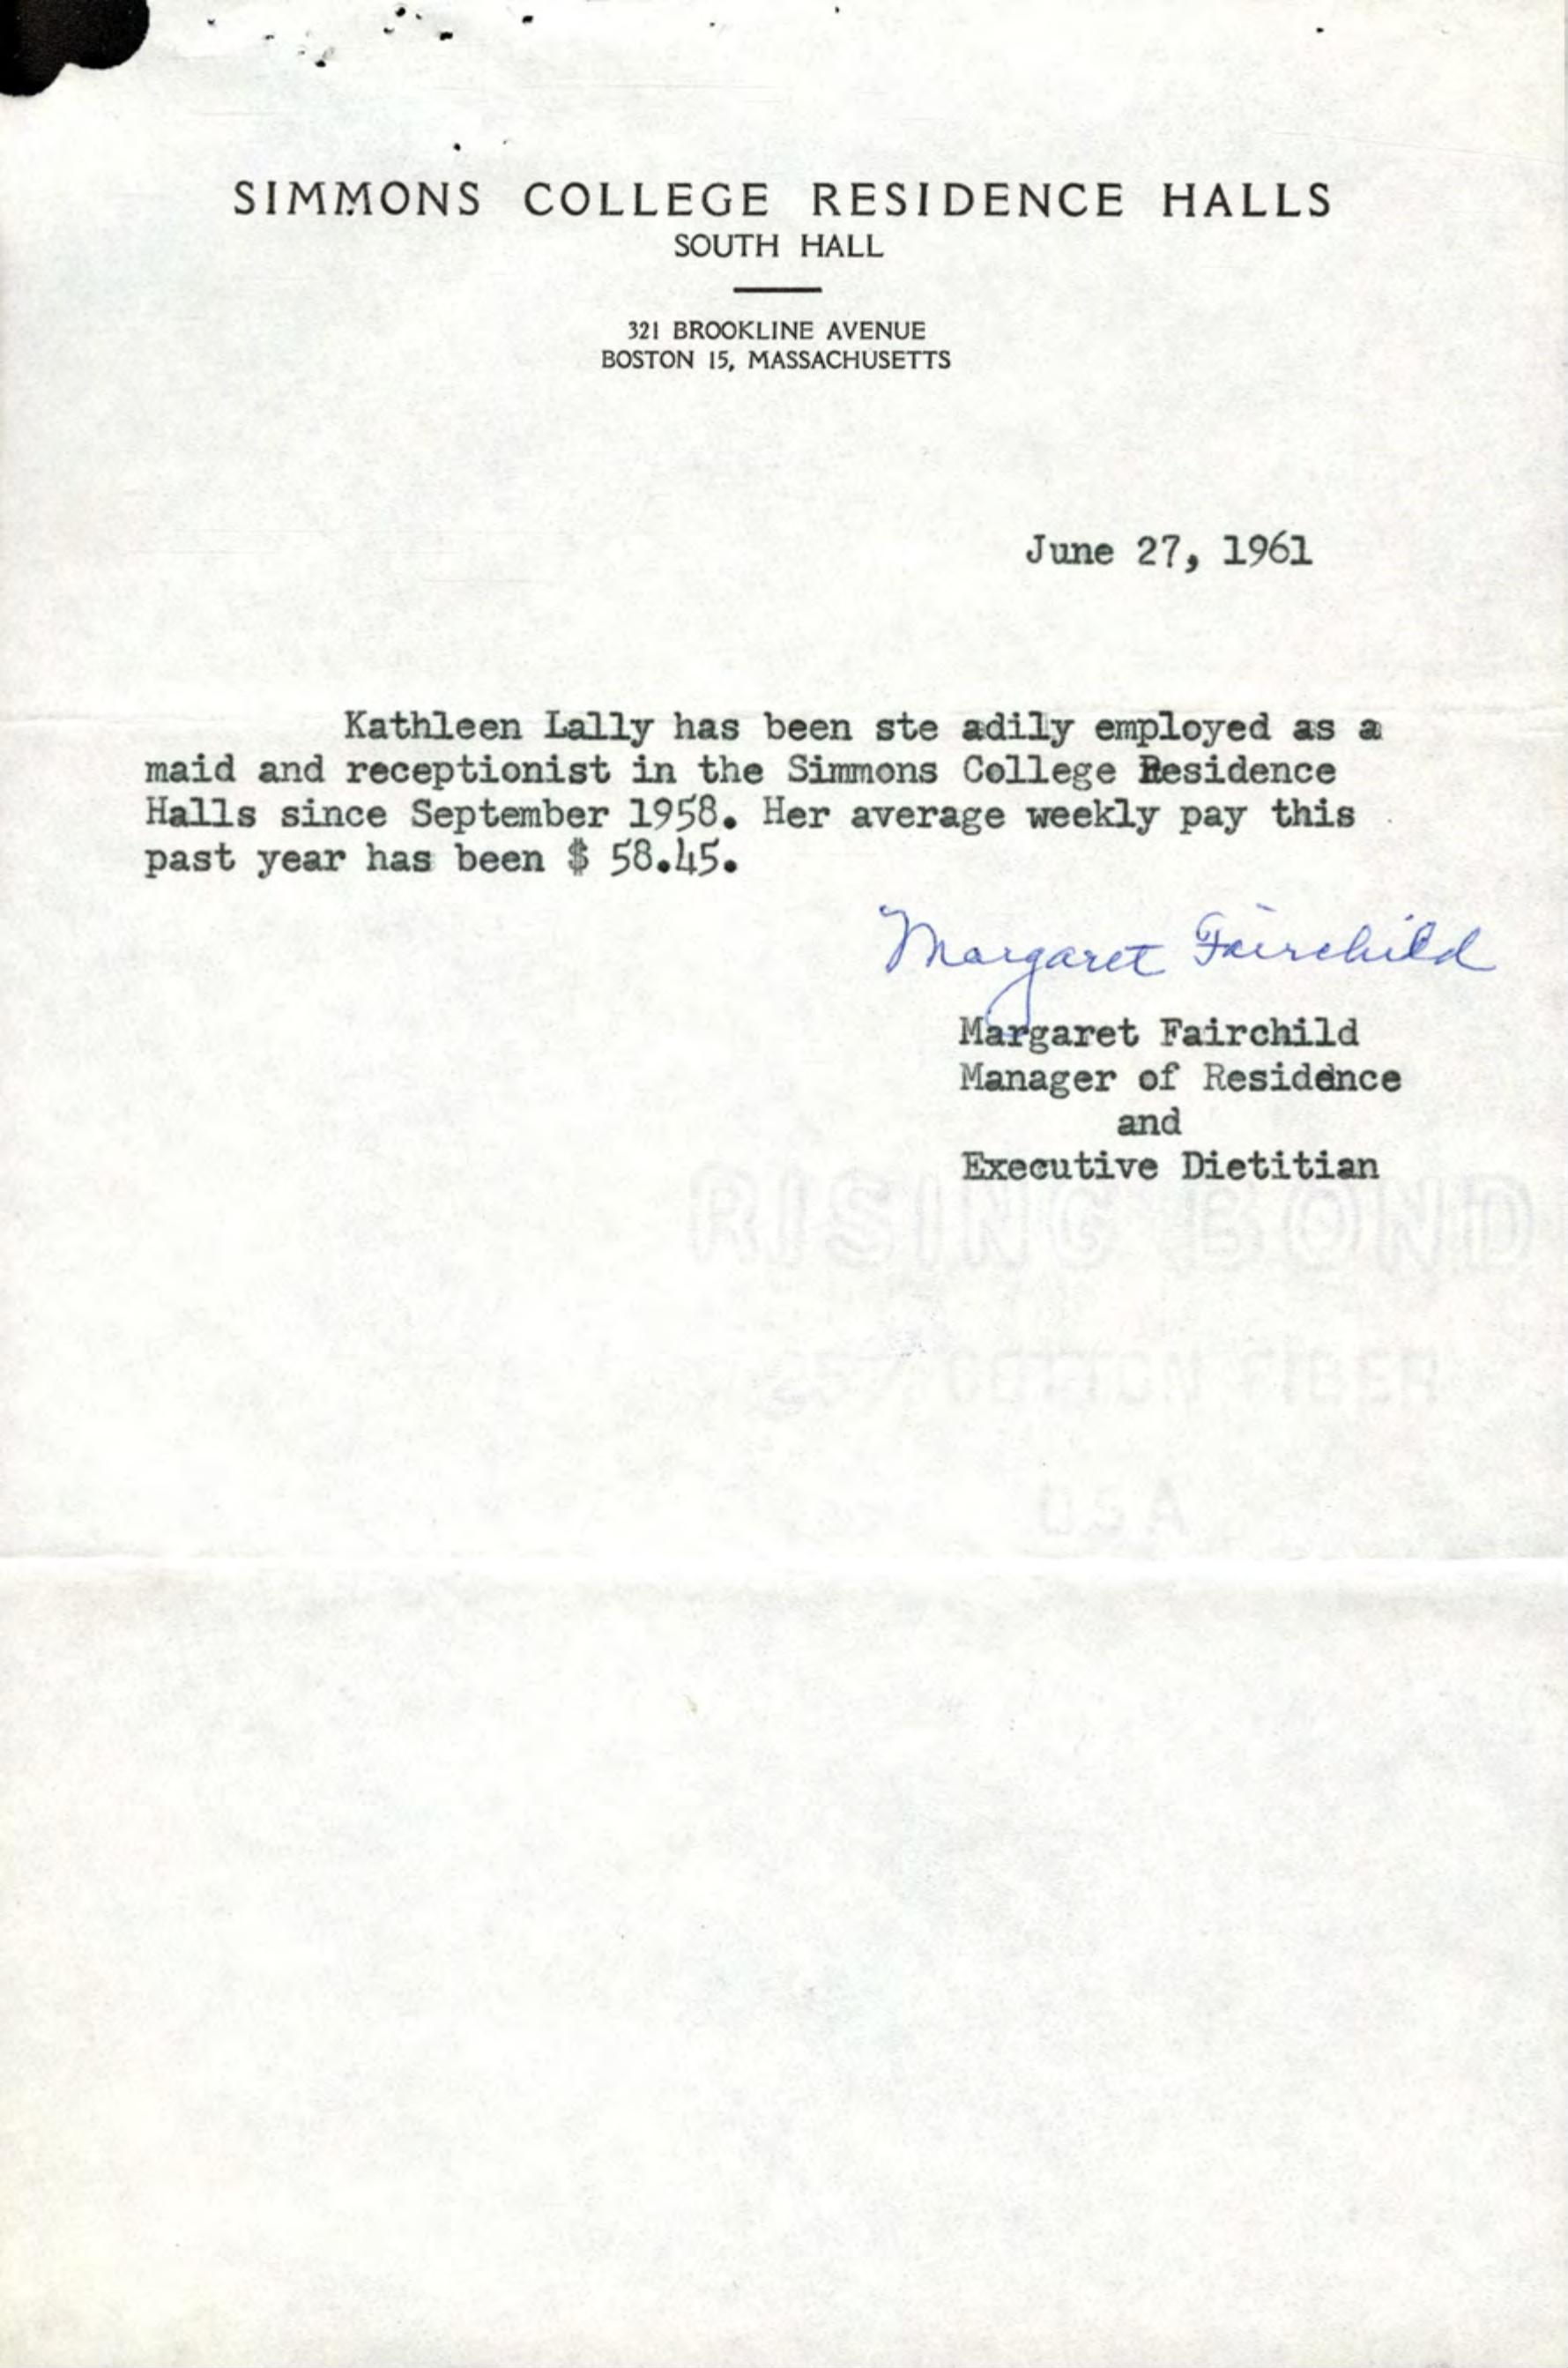 SIMMONS COLLEGE RESIDENCE HALLS
SOUTH HALL
321 BROOKLINE AVENUE
BOSTON 15, MASSACHUSETTS
June 27, 1961
Kathleen Lally has been ste adily employed as a
maid and receptionist in the Simmons College Residence
Halls since September 1958. Her average weekly pay this
past year has been $ 58.45.
Margaret Fairchild
Margaret Fairchild
Manager of Residence
and
Executive Dietitian
RISING BOND
25% COTTON FIBER
USA